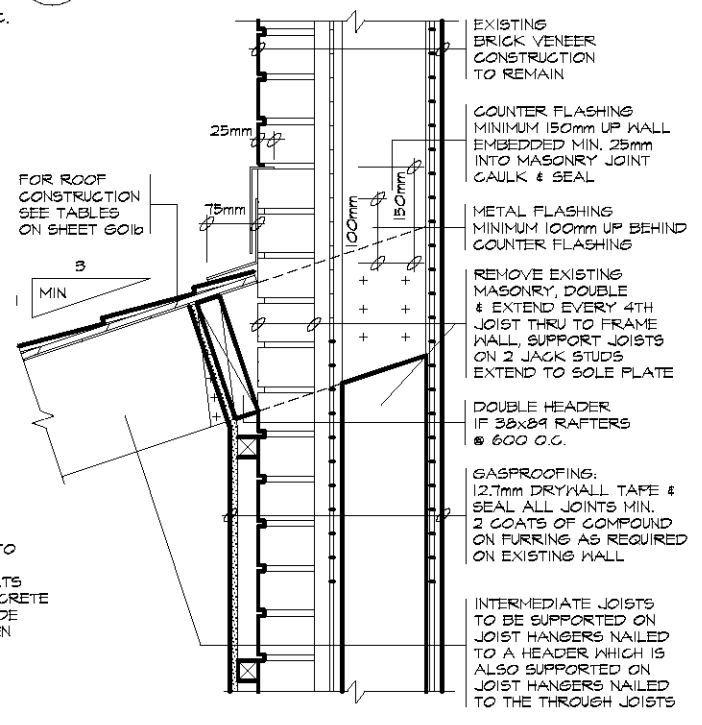 C.
EXISTING
BRICK VENEER
CONSTRUCTION
TO REMAIN
25mm
COUNTER FLASHING
MINIMUM 150mm UP WALL
EMBEDDED MIN. 25mm
INTO MASONRY JOINT
CAULK & SEAL
FOR ROOF
CONSTRUCTION
SEE TABLES
ON SHEET G01b
75mm
100mm
150mm
METAL FLASHING
MINIMUM 100mm UP BEHIND
COUNTER FLASHING
3
MIN
1
REMOVE EXISTING
MASONRY, DOUBLE
& EXTEND EVERY 4TH
JOIST THRU TO FRAME
WALL, SUPPORT JOISTS
ON 2 JACK STUDS
EXTEND TO SOLE PLATE
DOUBLE HEADER
IF 38x89 RAFTERS
@ 600 O.C.
GASPROOFING:
12.7mm DRYWALL TAPE &
SEAL ALL JOINTS MIN.
2 COATS OF COMPOUND
ON FURRING AS REQUIRED
ON EXISTING WALL
TO
TS
CRETE
DE
EN
INTERMEDIATE JOISTS
TO BE SUPPORTED ON
JOIST HANGERS NAILED
TO A HEADER WHICH IS
ALSO SUPPORTED ON
JOIST HANGERS NAILED
TO THE THROUGH JOISTS